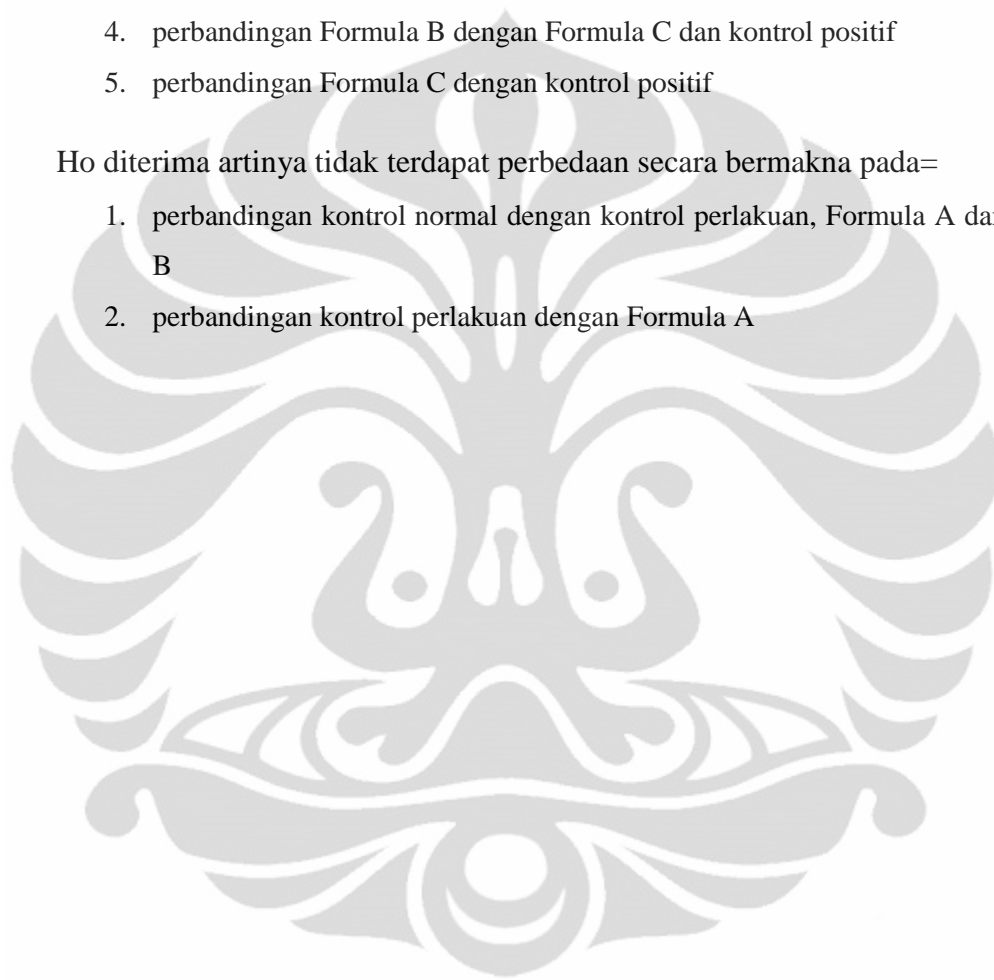 4. perbandingan Formula B dengan Formula C dan kontrol positif
5. perbandingan Formula C dengan kontrol positif
Ho diterima artinya tidak terdapat perbedaan secara bermakna pada=
1. perbandingan kontrol normal dengan kontrol perlakuan, Formula A
B
2. perbandingan kontrol perlakuan dengan Formula A